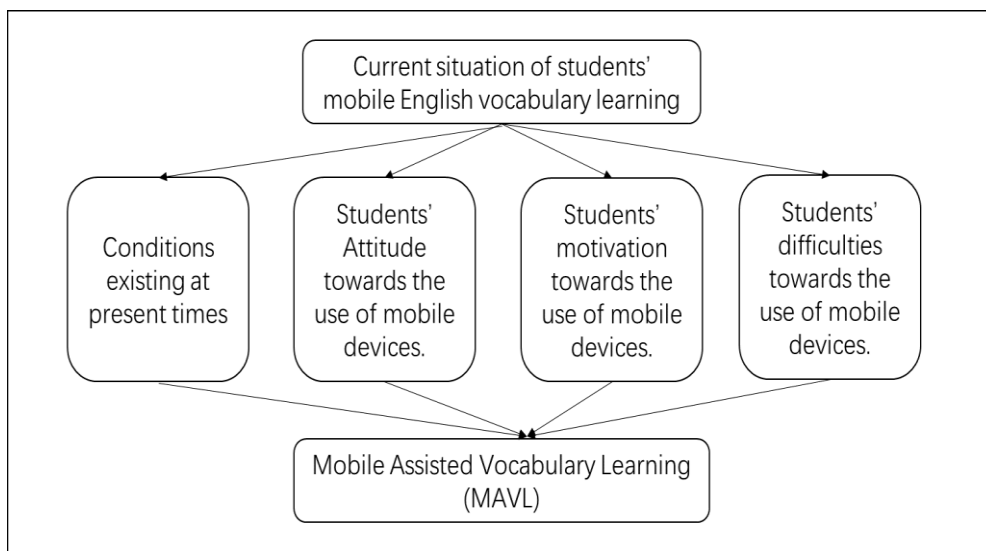 Current situation of students’
mobile English vocabulary learning
Conditions
existing at
present times
Students’
Attitude
towards the
use of mobile
devices.
Students’
motivation
towards the
use of mobile
devices.
Students’
difficulties
towards the
use of mobile
devices.
Mobile Assisted Vocabulary Learning
(MAVL)